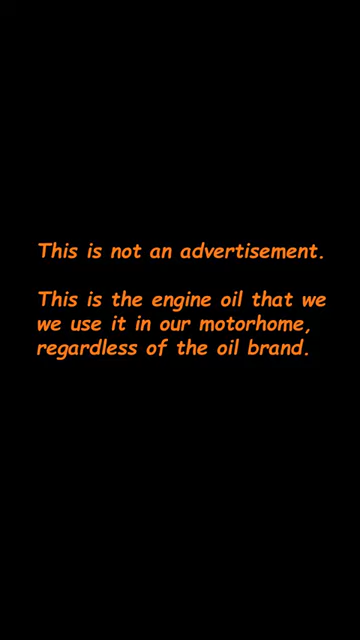 This is not an advertisement.
This is the engine oil that we
we use it in our motorhome,
regardless of the oil brand.